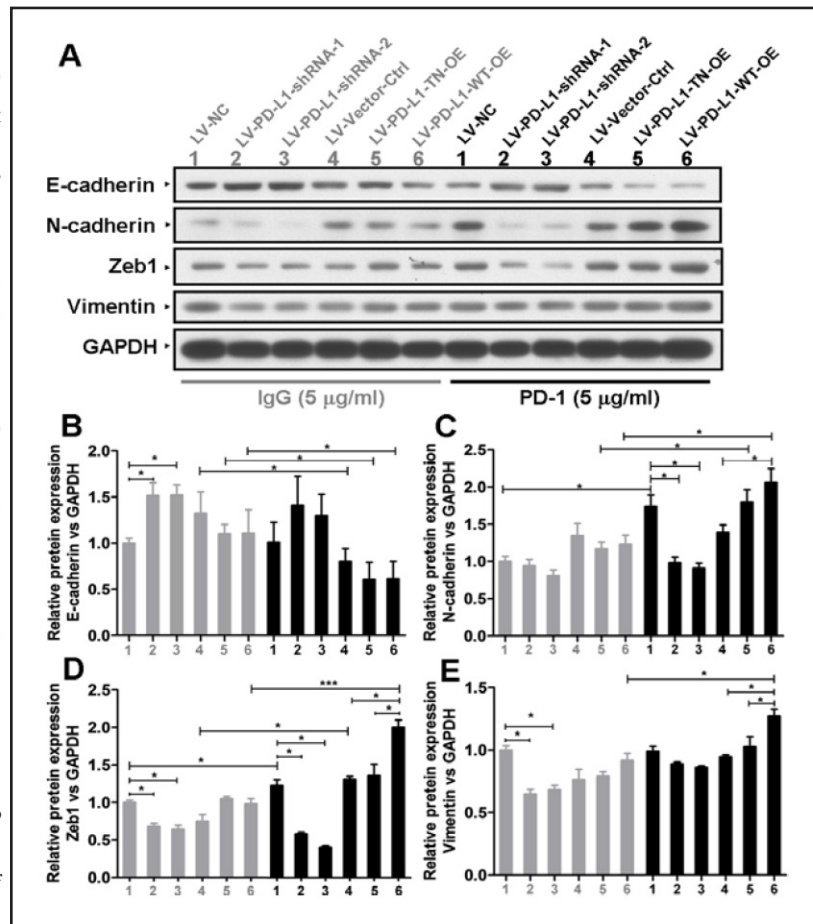 A
LV-NC
LV-PD-L1-shRNA-1
LV-PD-L1-shRNA-2
LV-Vector-Ctrl
LV-PD-L1-TN-OE
LV-PD-L1-WT-OE
LV-NC
LV-PD-L1-shRNA-1
LV-PD-L1-shRNA-2
LV-Vector-Ctrl
LV-PD-L1-TN-OE
LV-PD-L1-WT-OE
1 2 3 4 5 6 1 2 3 4 5 6
E-cadherin
N-cadherin
Zeb1
Vimentin
GAPDH
IgG (5 μg/ml) PD-1 (5 μg/ml)
B
Relative pretein expression
E-cadherin vs GAPDH
2.0
1.5
1.0
0.5
0.0
* * * * *
1 2 3 4 5 6 1 2 3 4 5 6
C
Relative pretein expression
N-cadherin vs GAPDH
2.5
2.0
1.5
1.0
0.5
0.0
* * * * * *
1 2 3 4 5 6 1 2 3 4 5 6
D
Relative pretein expression
Zeb1 vs GAPDH
2.5
2.0
1.5
1.0
0.5
0.0
*** * * * * * * * *
1 2 3 4 5 6 1 2 3 4 5 6
E
Relative pretein expression
Vimentin vs GAPDH
1.5
1.0
0.5
0.0
* * * * *
1 2 3 4 5 6 1 2 3 4 5 6